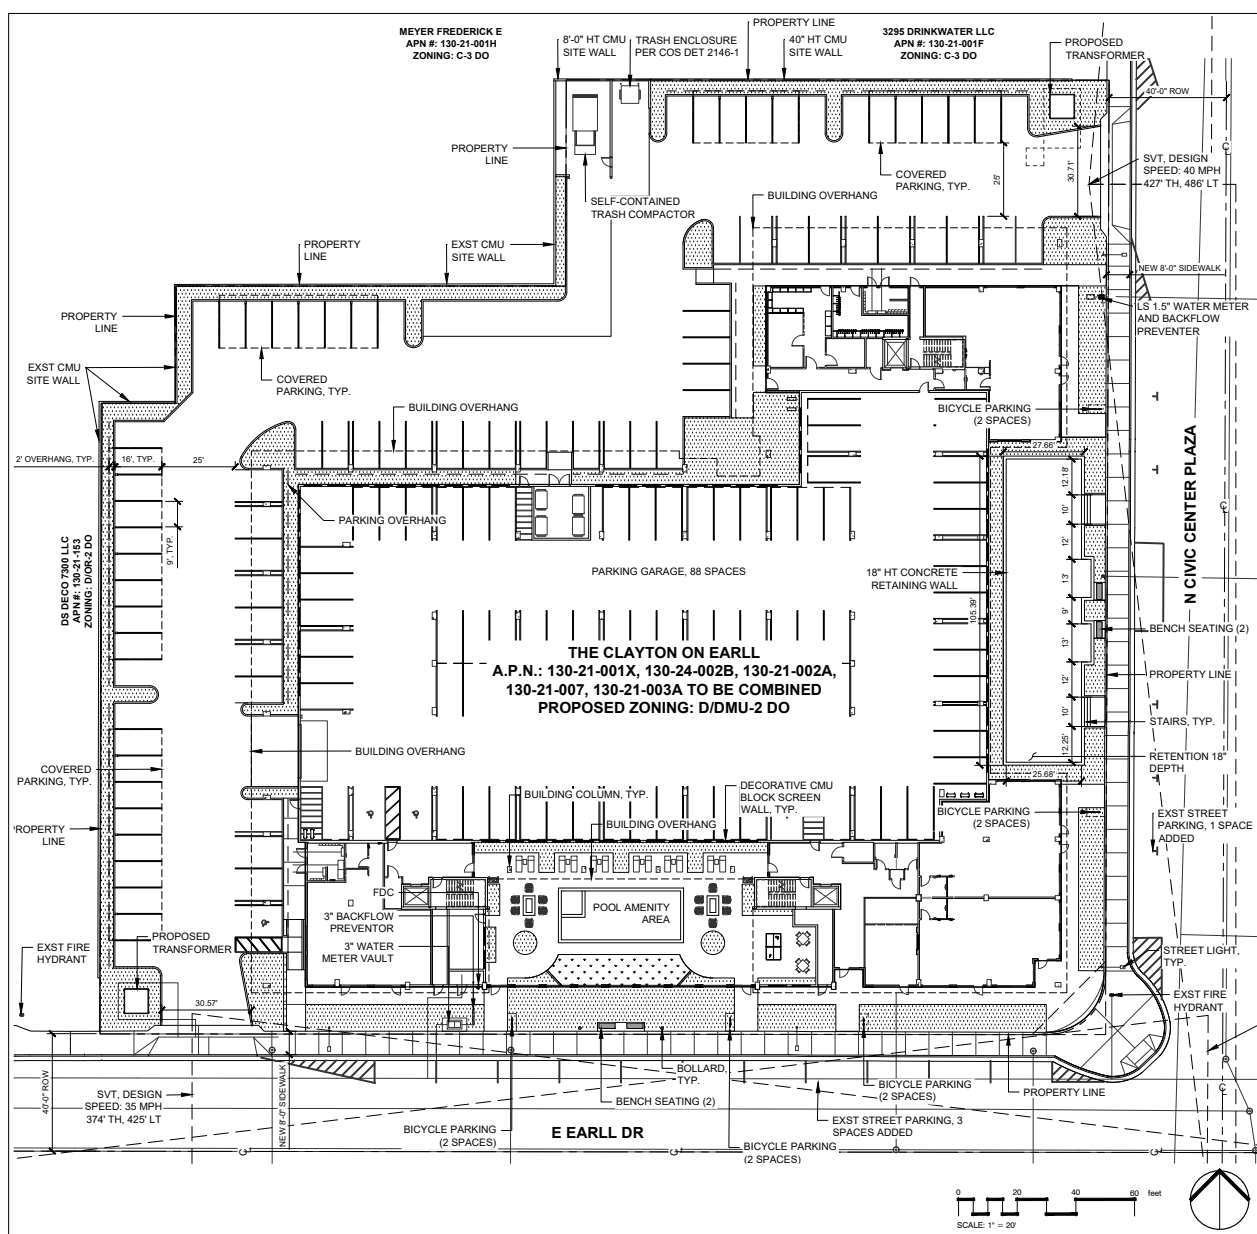 MEYER FREDERICK E
APN #: 130-21-001H
ZONING: C-3 DO
8'-0" HT CMU
SITE WALL
TRASH ENCLOSURE
PER COS DET 2146-1
PROPERTY LINE
40" HT CMU
SITE WALL
3295 DRINKWATER LLC
APN #: 130-21-001F
ZONING: C-3 DO
PROPOSED
TRANSFORMER
40'-0" ROW
PROPERTY
LINE
SVT, DESIGN
SPEED: 40 MPH
427' TH, 486' LT
30.71'
25'
COVERED
PARKING, TYP.
SELF-CONTAINED
TRASH COMPACTOR
BUILDING OVERHANG
PROPERTY
LINE
EXST CMU
SITE WALL
NEW 8'-0" SIDEWALK
LS 1.5" WATER METER
AND BACKFLOW
PREVENTER
PROPERTY
LINE
EXST CMU
SITE WALL
COVERED
PARKING, TYP.
BUILDING OVERHANG
BICYCLE PARKING
(2 SPACES)
27.66'
2' OVERHANG, TYP.
16', TYP.
25'
12.18'
10'
PARKING OVERHANG
9', TYP.
12'
DS DECO 7300 LLC
APN #: 130-21-153
ZONING: D/OR-2 DO
PARKING GARAGE, 88 SPACES
18" HT CONCRETE
RETAINING WALL
13'
N CIVIC CENTER PLAZA
105.39'
9'
BENCH SEATING (2)
13'
THE CLAYTON ON EARLL
A.P.N.: 130-21-001X, 130-24-002B, 130-21-002A,
130-21-007, 130-21-003A TO BE COMBINED
PROPOSED ZONING: D/DMU-2 DO
PROPERTY LINE
12'
10'
STAIRS, TYP.
BUILDING OVERHANG
12.25'
RETENTION 18"
DEPTH
COVERED
PARKING, TYP.
25.68'
BUILDING COLUMN, TYP.
DECORATIVE CMU
BLOCK SCREEN
WALL, TYP.
BICYCLE PARKING
(2 SPACES)
EXST STREET
PARKING, 1 SPACE
ADDED
BUILDING OVERHANG
PROPERTY
LINE
FDC
3" BACKFLOW
PREVENTOR
3" WATER
METER VAULT
POOL AMENITY
AREA
PROPOSED
TRANSFORMER
EXST FIRE
HYDRANT
STREET LIGHT,
TYP.
30.57'
EXST FIRE
HYDRANT
40'-0" ROW
SVT, DESIGN
SPEED: 35 MPH
374' TH, 425' LT
NEW 8'-0" SIDEWALK
BOLLARD,
TYP.
BENCH SEATING (2)
BICYCLE PARKING
(2 SPACES)
PROPERTY LINE
BICYCLE PARKING
(2 SPACES)
E EARLL DR
EXST STREET PARKING, 3
SPACES ADDED
BICYCLE PARKING
(2 SPACES)
0 20 40 60 feet
SCALE: 1" = 20'